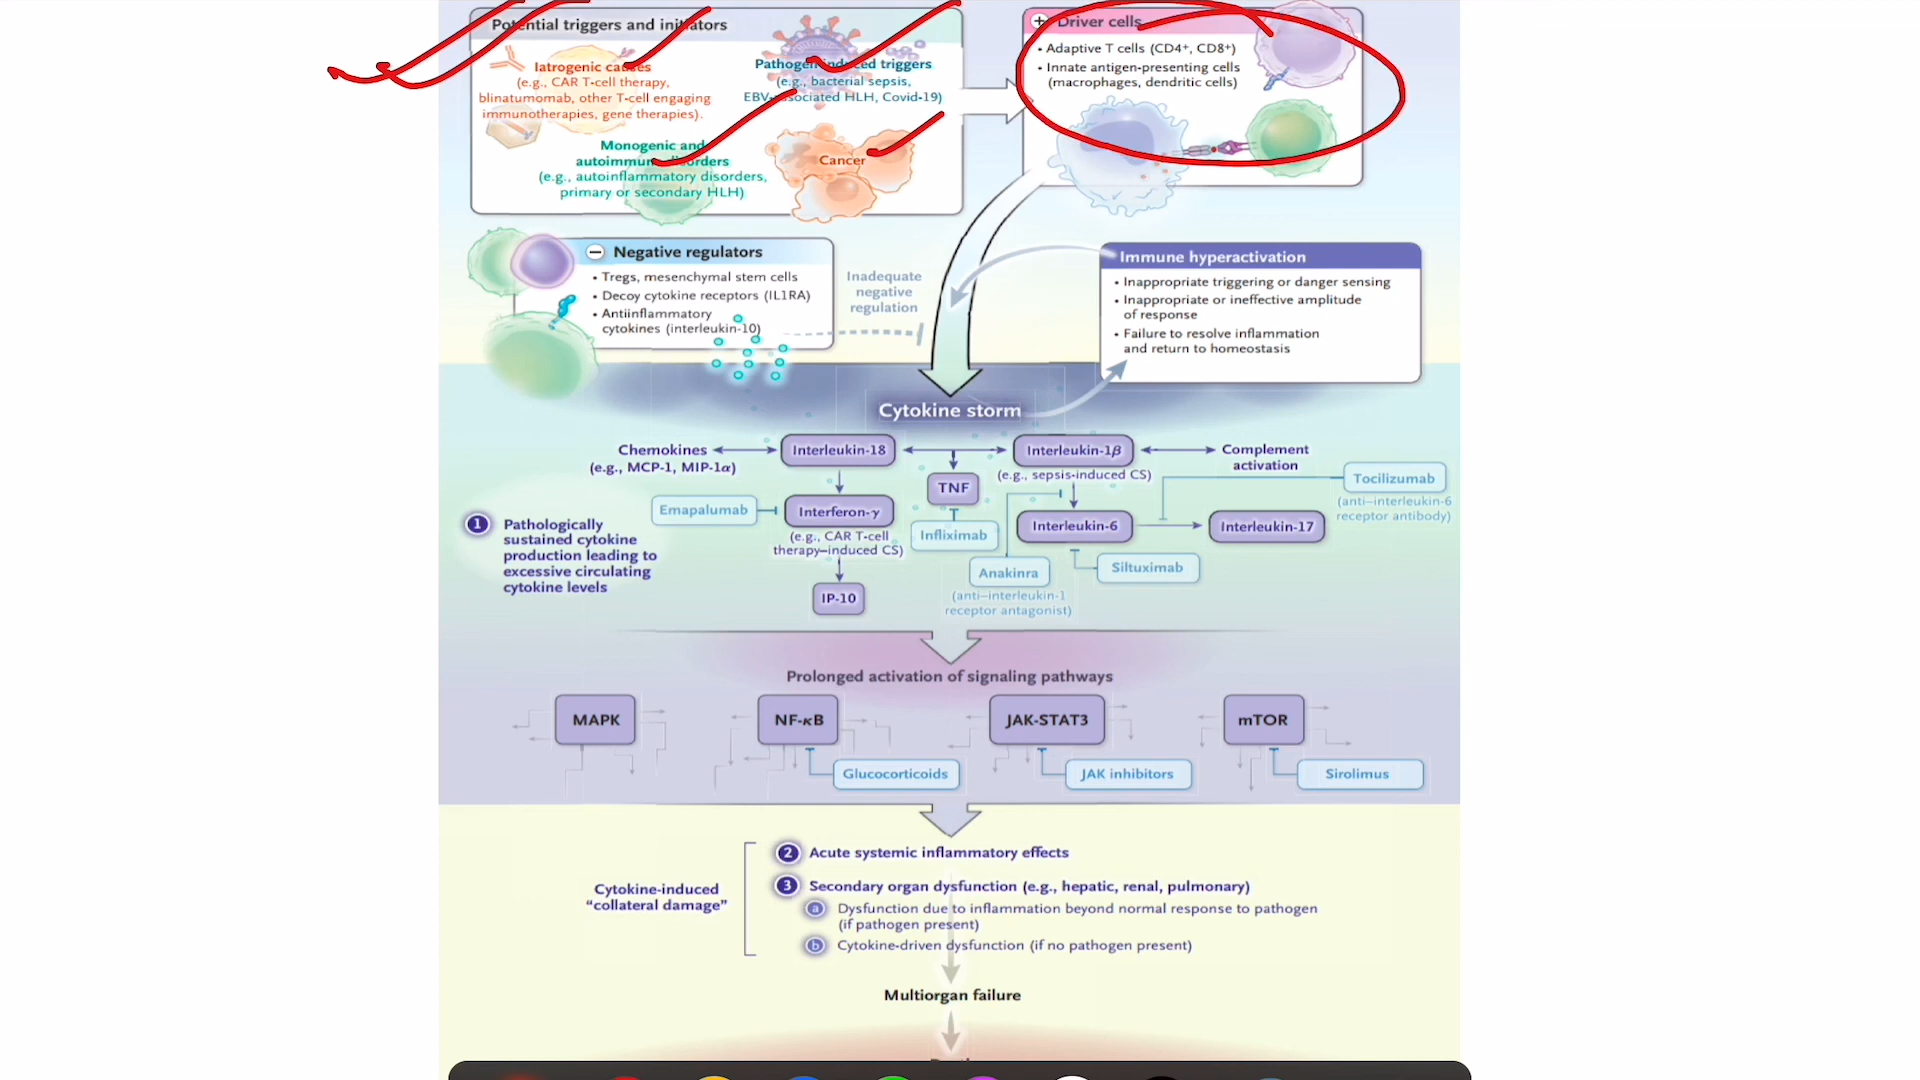 Potential triggers and initiators
Iatrogenic causes
(e.g., CAR T-cell therapy,
blinatumomab, other T-cell engaging
immunotherapies, gene therapies).
Pathogen-induced triggers
(e.g., bacterial sepsis,
EBV-associated HLH, Covid-19)
Monogenic and
autoimmune disorders
(e.g., autoinflammatory disorders,
primary or secondary HLH)
Cancer
+ Driver cells
• Adaptive T cells (CD4+, CD8+)
• Innate antigen-presenting cells
(macrophages, dendritic cells)
− Negative regulators
• Tregs, mesenchymal stem cells
• Decoy cytokine receptors (IL1RA)
• Antiinflammatory
cytokines (interleukin-10)
Inadequate
negative
regulation
Immune hyperactivation
• Inappropriate triggering or danger sensing
• Inappropriate or ineffective amplitude
of response
• Failure to resolve inflammation
and return to homeostasis
Cytokine storm
Chemokines
(e.g., MCP-1, MIP-1α)
Interleukin-18
Interleukin-1β
(e.g., sepsis-induced CS)
Complement
activation
TNF
Tocilizumab
(anti–interleukin-6
receptor antibody)
Emapalumab
Interferon-γ
(e.g., CAR T-cell
therapy–induced CS)
Infliximab
Interleukin-6
Interleukin-17
1 Pathologically
sustained cytokine
production leading to
excessive circulating
cytokine levels
Anakinra
(anti–interleukin-1
receptor antagonist)
Siltuximab
IP-10
Prolonged activation of signaling pathways
MAPK
NF-κB
JAK-STAT3
mTOR
Glucocorticoids
JAK inhibitors
Sirolimus
Cytokine-induced
“collateral damage”
2 Acute systemic inflammatory effects
3 Secondary organ dysfunction (e.g., hepatic, renal, pulmonary)
a Dysfunction due to inflammation beyond normal response to pathogen
(if pathogen present)
b Cytokine-driven dysfunction (if no pathogen present)
Multiorgan failure